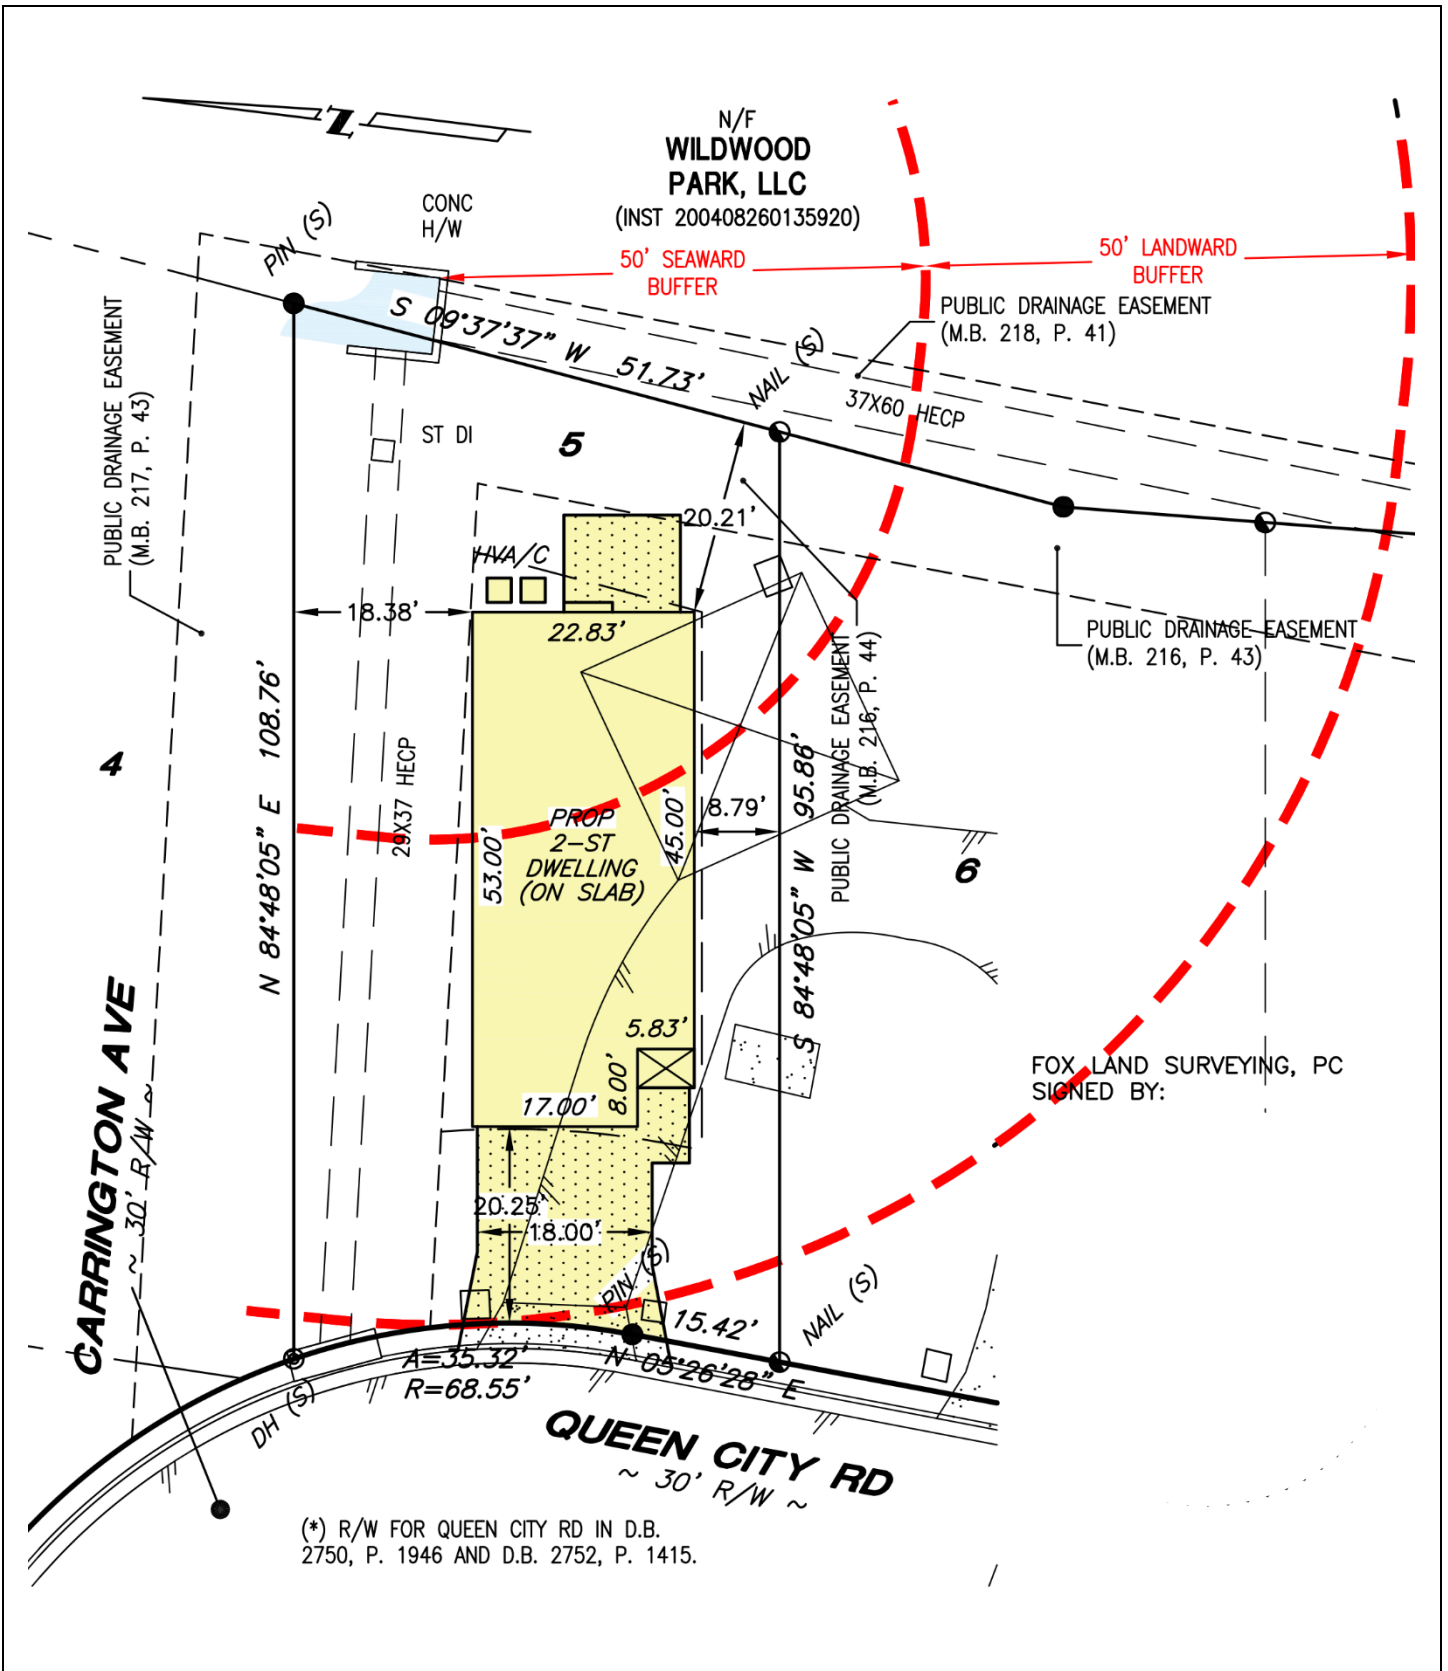 Z
N/F
WILDWOOD
PARK, LLC
(INST 200408260135920)
CONC
H/W
PIN (S)
50' SEAWARD
BUFFER
50' LANDWARD
BUFFER
PUBLIC DRAINAGE EASEMENT
(M.B. 218, P. 41)
S 09°37'37" W 51.73'
NAIL (S)
37X60 HECP
PUBLIC DRAINAGE EASEMENT
(M.B. 217, P. 43)
ST DI
5
20.21'
HVA/C
18.38'
22.83'
PUBLIC DRAINAGE EASEMENT
(M.B. 216, P. 43)
PUBLIC DRAINAGE EASEMENT
(M.B. 216, P. 44)
N 84°48'05" E 108.76'
4
29X37 HECP
53.00'
PROP
2-ST
DWELLING
(ON SLAB)
45.00'
8.79'
S 84°48'05" W 95.86'
6
5.83'
8.00'
17.00'
FOX LAND SURVEYING, PC
SIGNED BY:
CARRINGTON AVE
~ 30' R/W ~
20.25'
18.00'
PIN (S)
15.42'
NAIL (S)
A=35.32'
R=68.55'
N 05°26'28" E
DH (S)
QUEEN CITY RD
~ 30' R/W ~
(*) R/W FOR QUEEN CITY RD IN D.B.
2750, P. 1946 AND D.B. 2752, P. 1415.